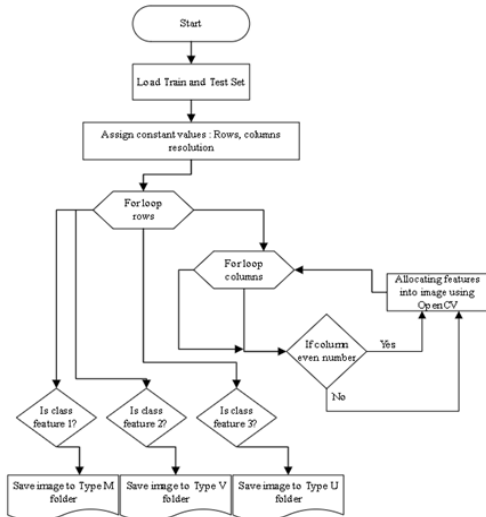 Start
Load Train and Test Set
Assign constant values : Rows, columns
resolution
For loop
rows
For loop
columns
Allocating features
into image using
OpenCV
If column
even number
Yes
No
Is class
feature 1?
Is class
feature 2?
Is class
feature 3?
Save image to Type M
folder
Save image to Type V
folder
Save image to Type U
folder